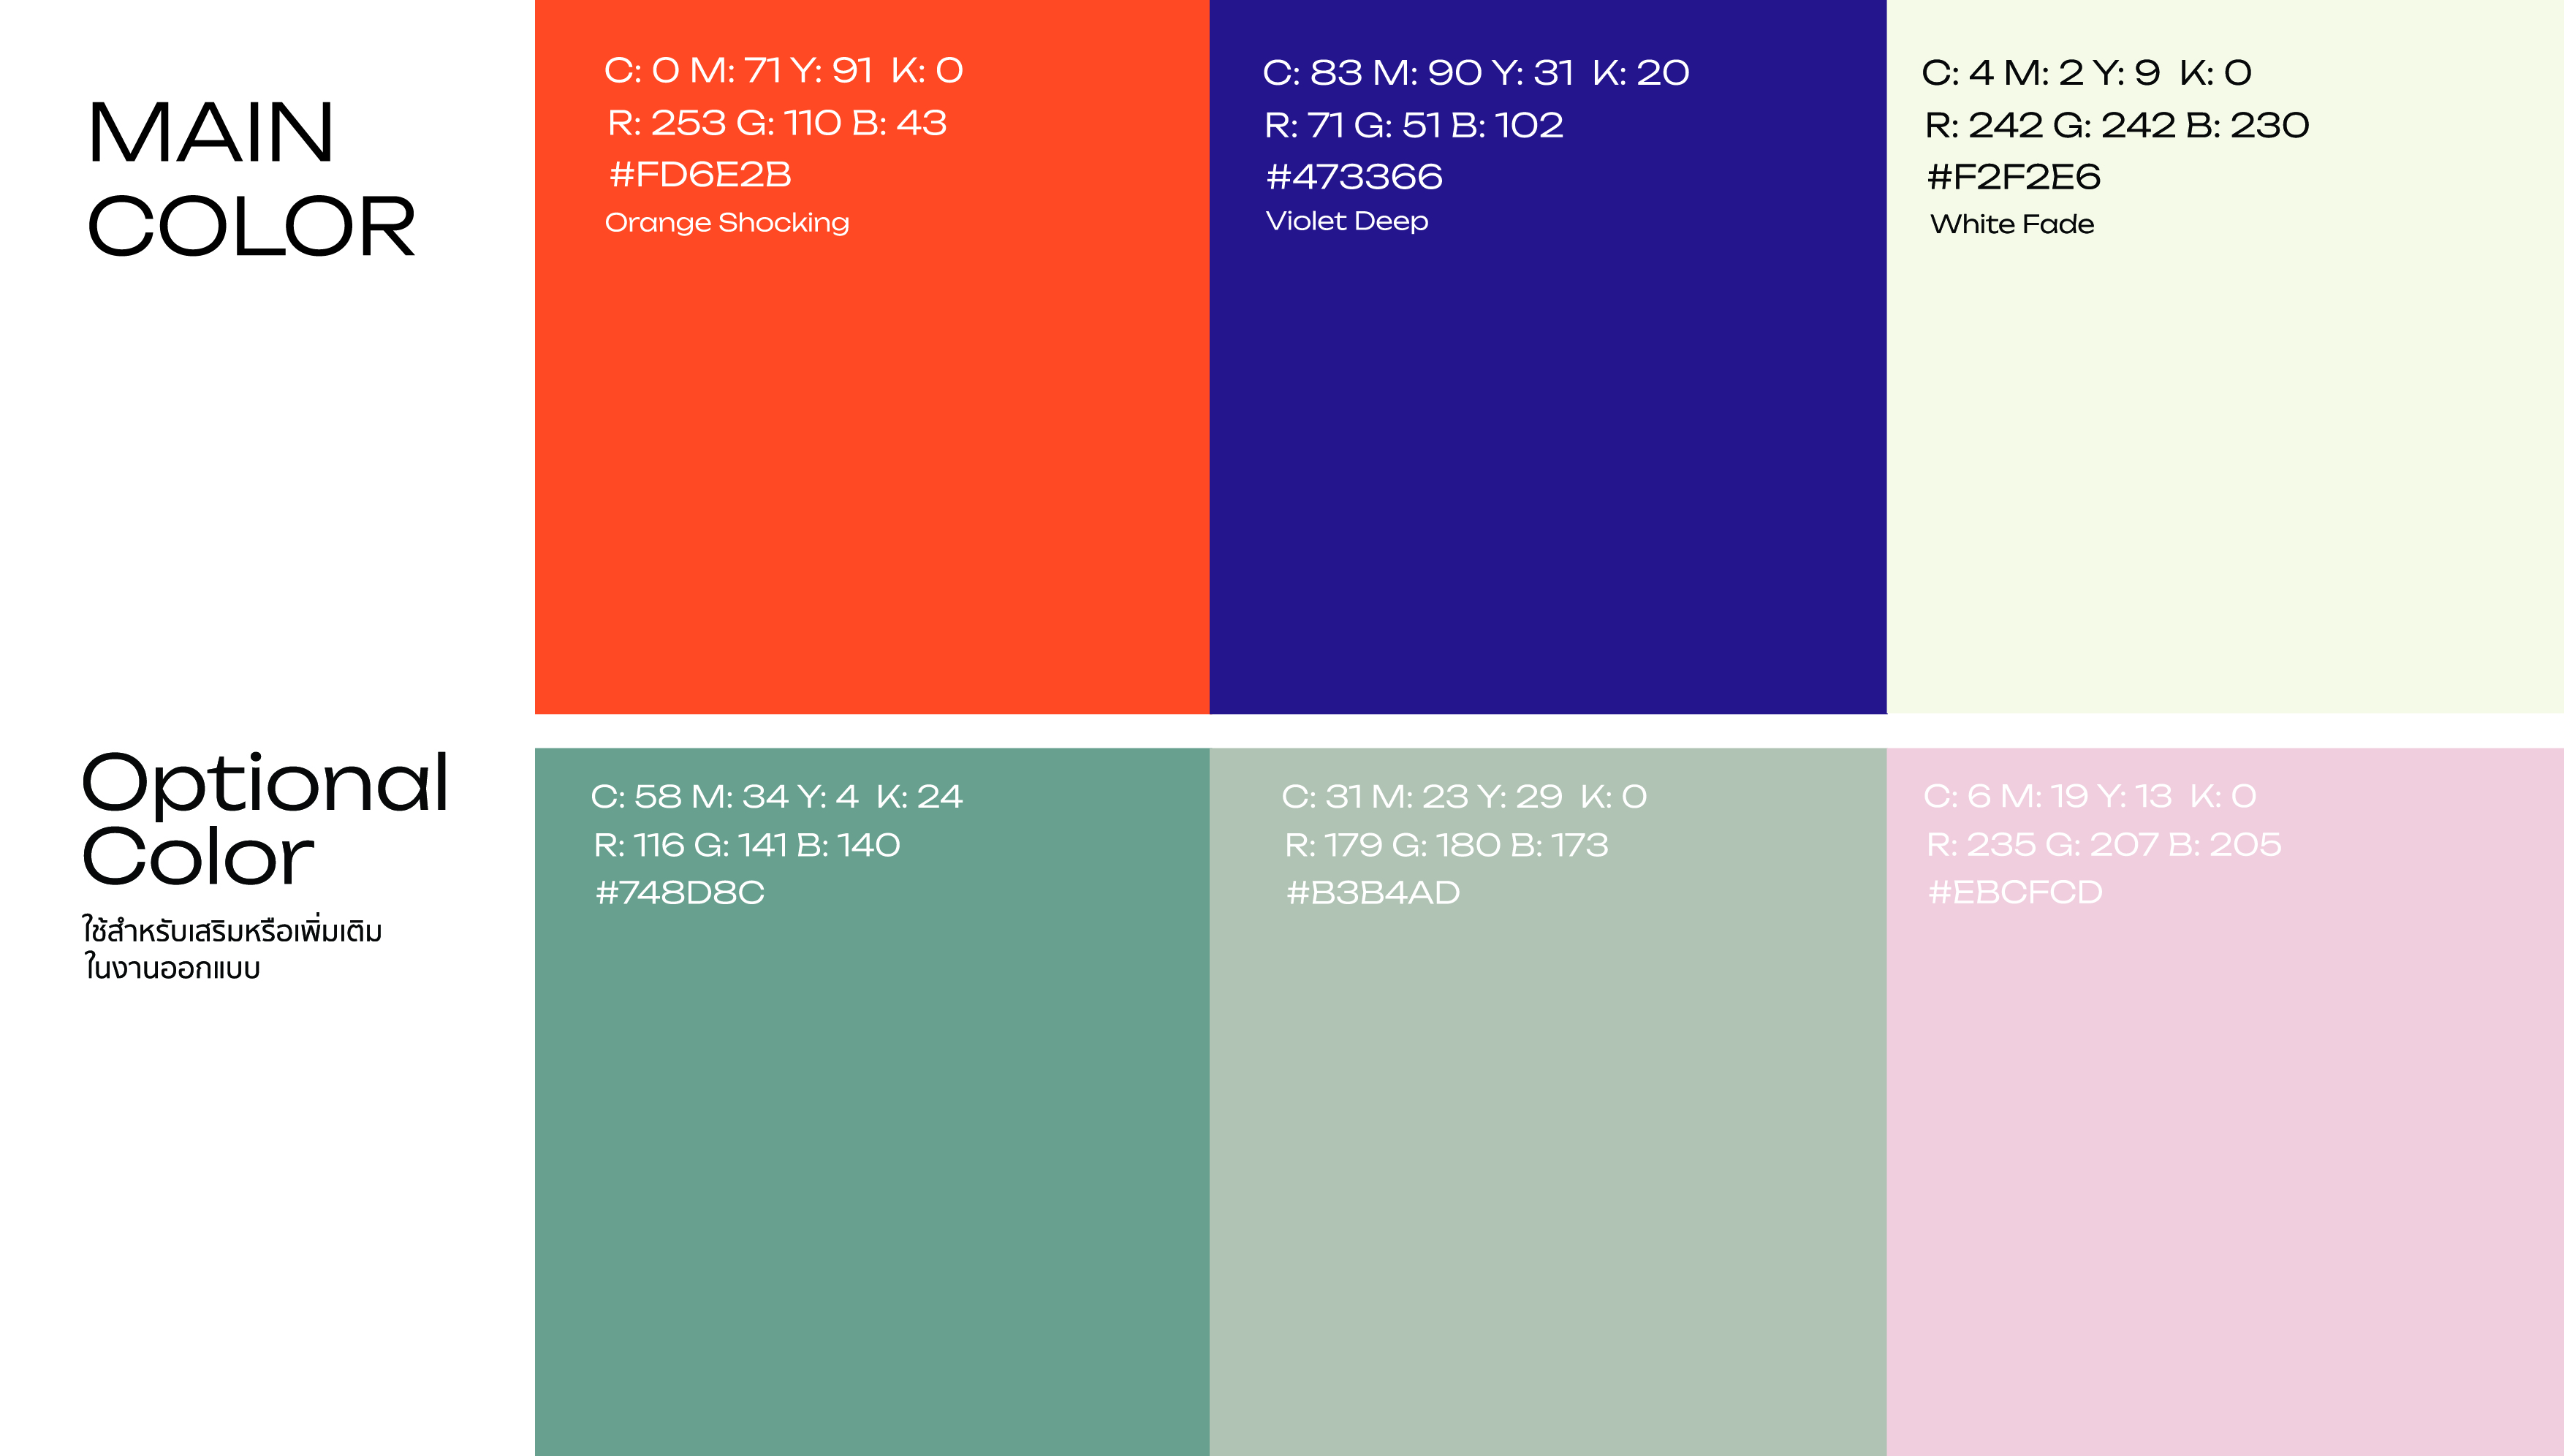 MAIN
COLOR
C: 0 M: 71 Y: 91 K: 0
R: 253 G: 110 B: 43
#FD6E2B
Orange Shocking
C: 83 M: 90 Y: 31 K: 20
R: 71 G: 51 B: 102
#473366
Violet Deep
C: 4 M: 2 Y: 9 K: 0
R: 242 G: 242 B: 230
#F2F2E6
White Fade
Optional
Color
ใช้สำหรับเสริมหรือเพิ่มเติม
ในงานออกแบบ
C: 58 M: 34 Y: 4 K: 24
R: 116 G: 141 B: 140
#748D8C
C: 31 M: 23 Y: 29 K: 0
R: 179 G: 180 B: 173
#B3B4AD
C: 6 M: 19 Y: 13 K: 0
R: 235 G: 207 B: 205
#EBCFCD